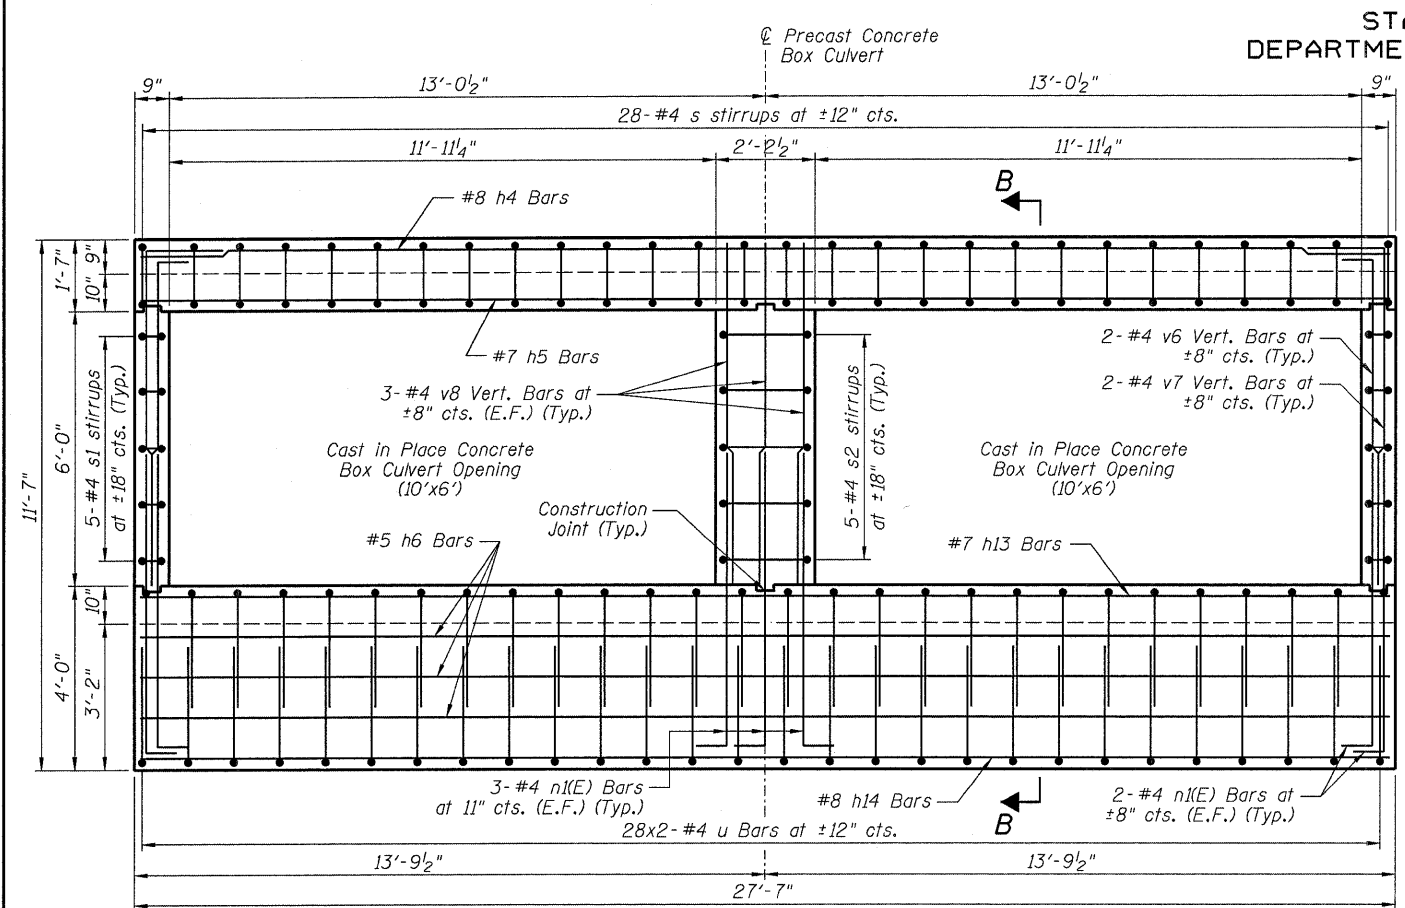 STA
DEPARTME
℄ Precast Concrete
Box Culvert
9"
13'-0½"
13'-0½"
9"
28-#4 s stirrups at ±12" cts.
11'-11¼"
2'-2½"
11'-11¼"
B
#8 h4 Bars
1'-7"
9"
10"
#7 h5 Bars
3-#4 v8 Vert. Bars at
±8" cts. (E.F.) (Typ.)
2-#4 v6 Vert. Bars at
±8" cts. (Typ.)
2-#4 v7 Vert. Bars at
±8" cts. (Typ.)
11'-7"
6'-0"
5-#4 s1 stirrups
at ±18" cts. (Typ.)
Cast in Place Concrete
Box Culvert Opening
(10'x6')
5-#4 s2 stirrups
at ±18" cts. (Typ.)
Cast in Place Concrete
Box Culvert Opening
(10'x6')
Construction
Joint (Typ.)
#5 h6 Bars
#7 h13 Bars
4'-0"
10"
3'-2"
3-#4 n1(E) Bars
at 11" cts. (E.F.) (Typ.)
#8 h14 Bars
B
2-#4 n1(E) Bars at
±8" cts. (E.F.) (Typ.)
28x2-#4 u Bars at ±12" cts.
13'-9½"
13'-9½"
27'-7"